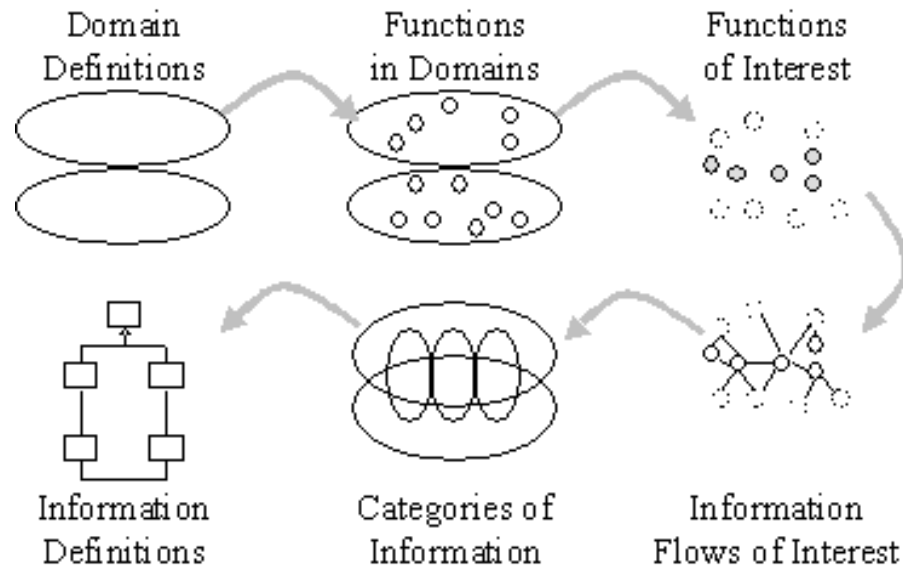 Domain
Definitions
Functions
in Domains
Functions
of Interest
Information
Definitions
Categories of
Information
Information
Flows of Interest